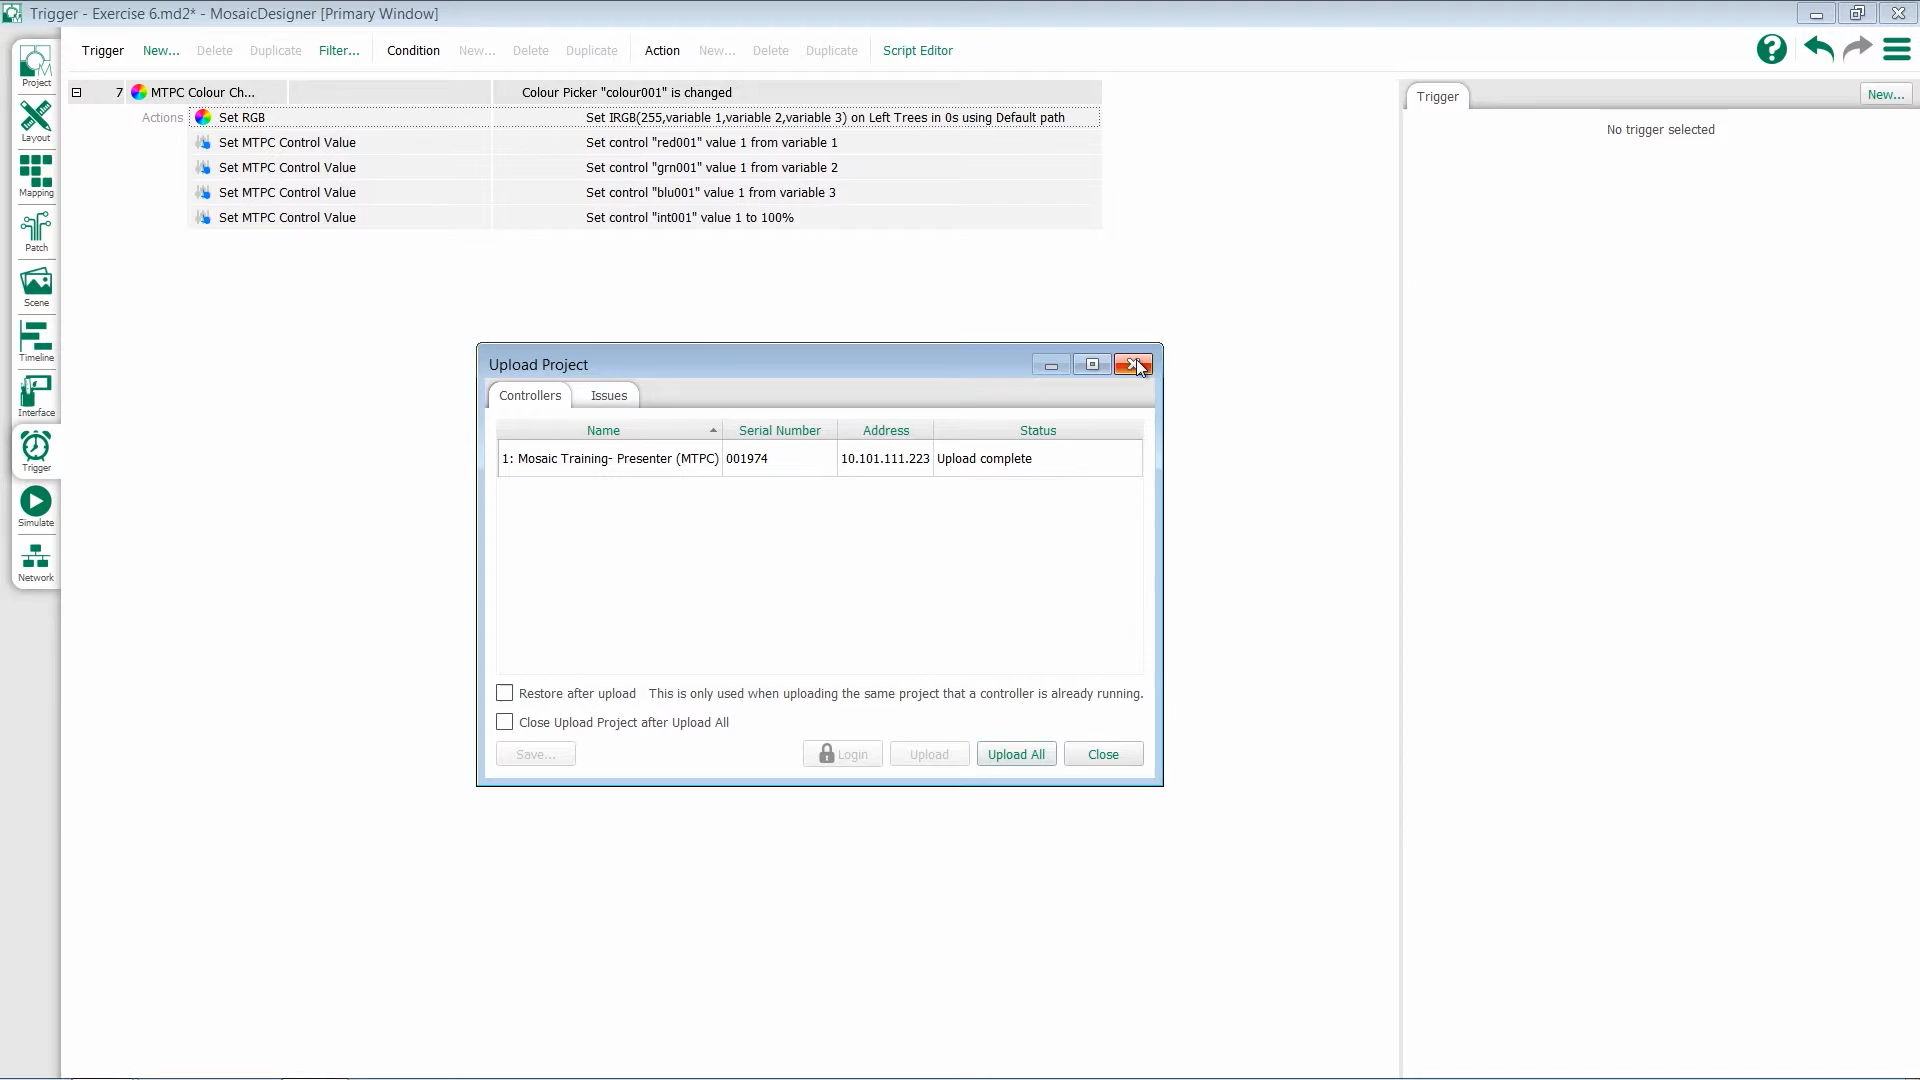 Trigger - Exercise 6.md2* - MosaicDesigner [Primary Window]
Trigger New... Delete Duplicate Filter... Condition New... Delete Duplicate Action New... Delete Duplicate Script Editor
Project
Layout
Mapping
Patch
Scene
Timeline
Interface
Trigger
Simulate
Network
7 MTPC Colour Ch... Colour Picker "colour001" is changed
Actions Set RGB Set IRGB(255,variable 1,variable 2,variable 3) on Left Trees in 0s using Default path
Set MTPC Control Value Set control "red001" value 1 from variable 1
Set MTPC Control Value Set control "grn001" value 1 from variable 2
Set MTPC Control Value Set control "blu001" value 1 from variable 3
Set MTPC Control Value Set control "int001" value 1 to 100%
Trigger New...
No trigger selected
Upload Project
Controllers Issues
Name Serial Number Address Status
1: Mosaic Training- Presenter (MTPC) 001974 10.101.111.223 Upload complete
Restore after upload This is only used when uploading the same project that a controller is already running.
Close Upload Project after Upload All
Save... Login Upload Upload All Close